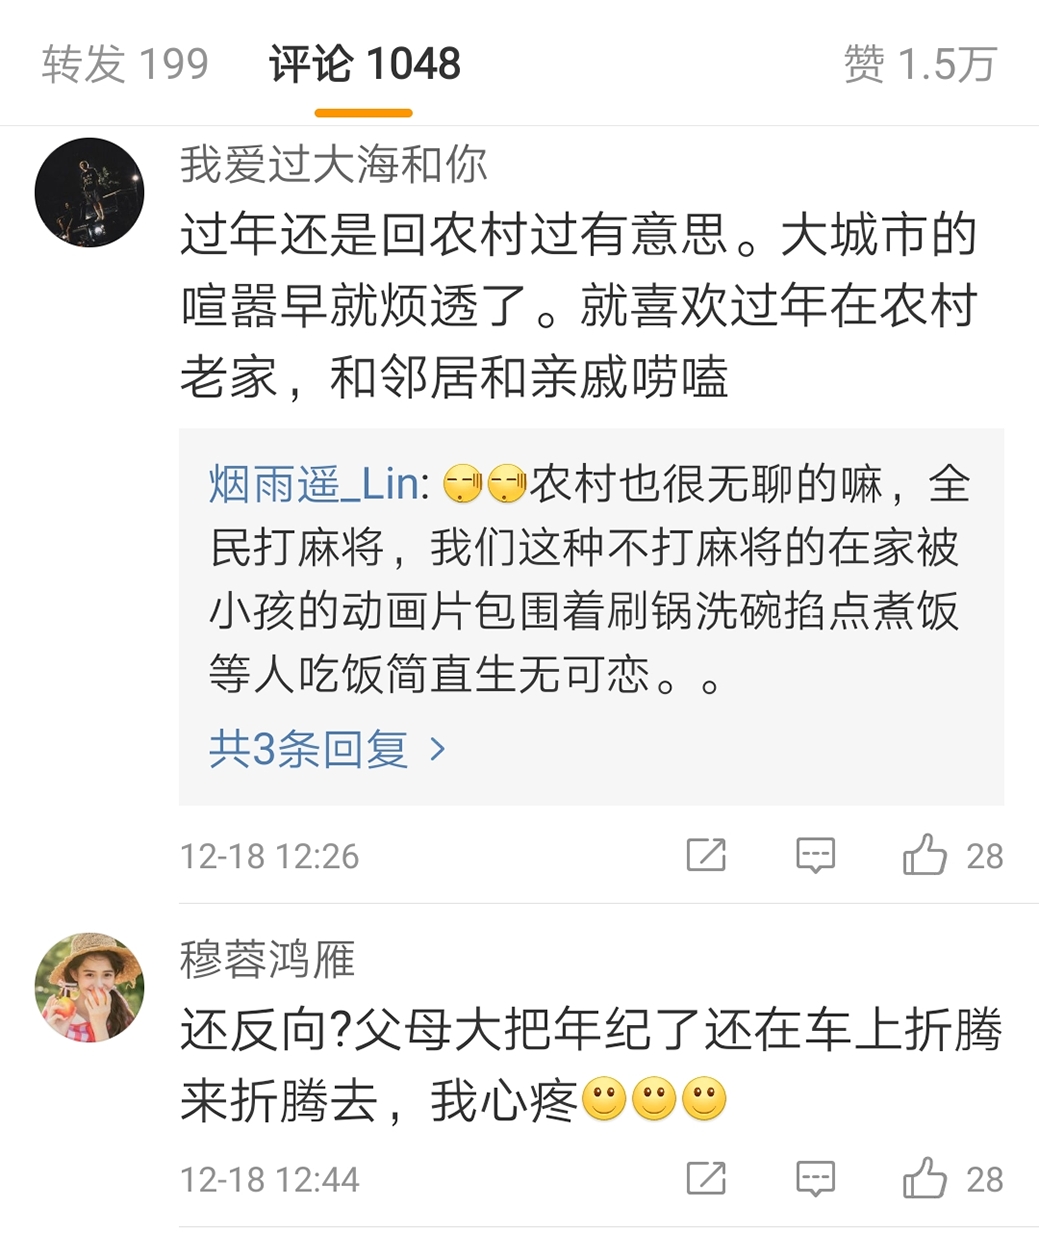 转发 199 评论 1048 赞 1.5万
我爱过大海和你
过年还是回农村过有意思。大城市的
喧嚣早就烦透了。就喜欢过年在农村
老家，和邻居和亲戚唠嗑
烟雨遥_Lin: 农村也很无聊的嘛，全
民打麻将，我们这种不打麻将的在家被
小孩的动画片包围着刷锅洗碗掐点煮饭
等人吃饭简直生无可恋。。
共3条回复 >
12-18 12:26 28
穆蓉鸿雁
还反向?父母大把年纪了还在车上折腾
来折腾去，我心疼
12-18 12:44 28